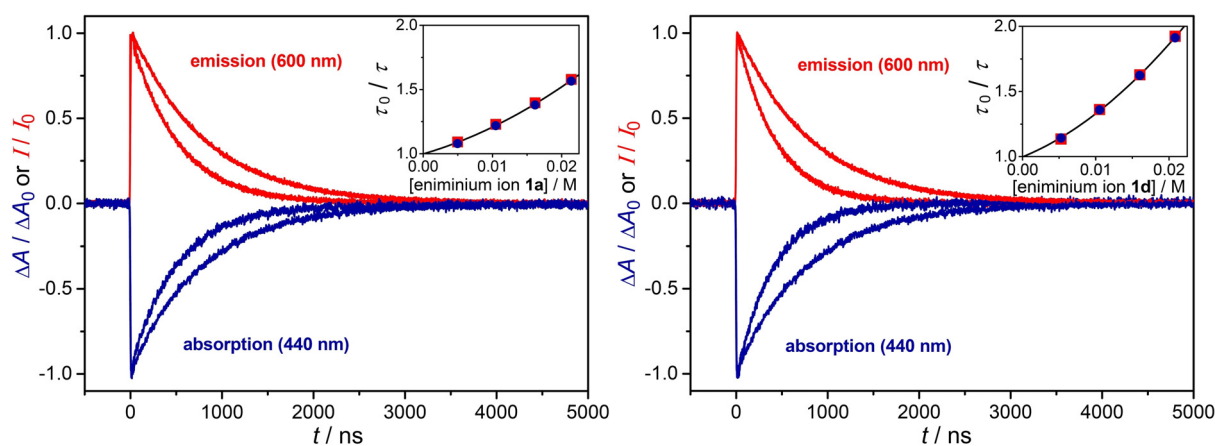 ΔA / ΔA₀ or I / I₀
1.0
0.5
0.0
-0.5
-1.0
emission (600 nm)
absorption (440 nm)
0 1000 2000 3000 4000 5000
t / ns
τ₀ / τ
2.0
1.5
1.0
0.00 0.01 0.02
[eniminium ion 1a] / M
ΔA / ΔA₀ or I / I₀
1.0
0.5
0.0
-0.5
-1.0
emission (600 nm)
absorption (440 nm)
0 1000 2000 3000 4000 5000
t / ns
τ₀ / τ
2.0
1.5
1.0
0.00 0.01 0.02
[eniminium ion 1d] / M